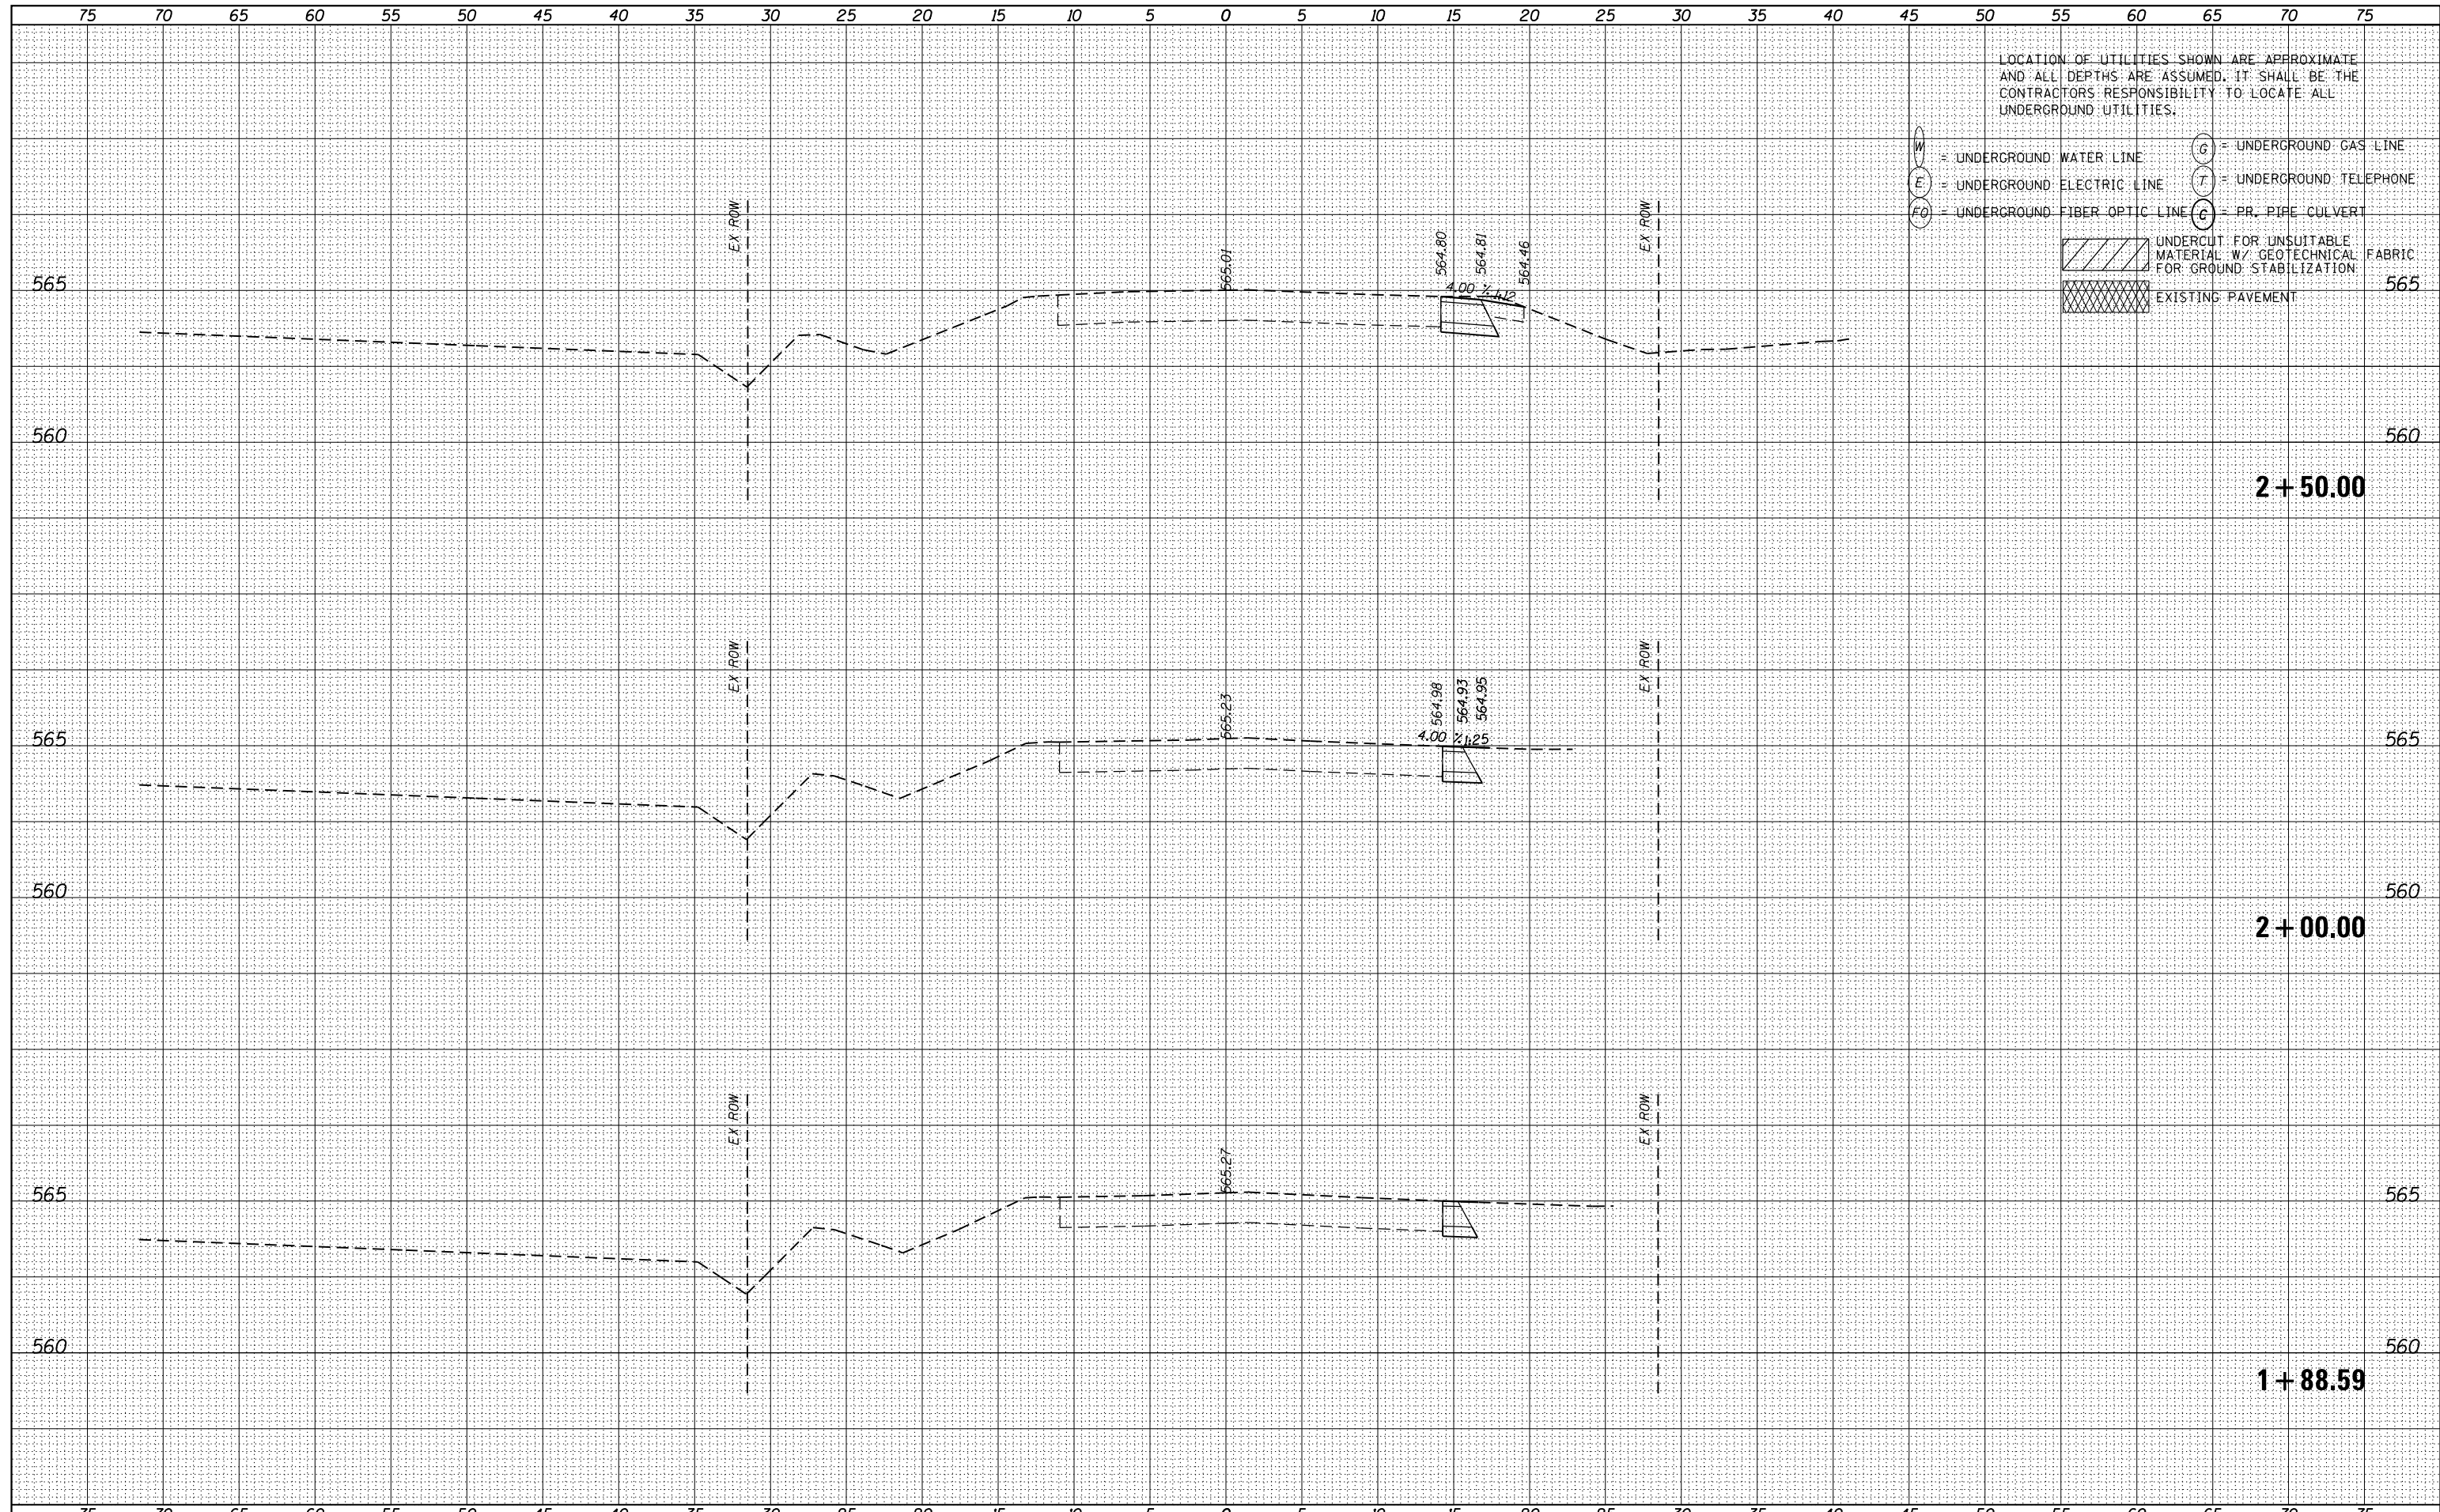 75 70 65 60 55 50 45 40 35 30 25 20 15 10 5 0 5 10 15 20 25 30 35 40 45 50 55 60 65 70 75
LOCATION OF UTILITIES SHOWN ARE APPROXIMATE
AND ALL DEPTHS ARE ASSUMED. IT SHALL BE THE
CONTRACTORS RESPONSIBILITY TO LOCATE ALL
UNDERGROUND UTILITIES.
W = UNDERGROUND WATER LINE
G = UNDERGROUND GAS LINE
E = UNDERGROUND ELECTRIC LINE
T = UNDERGROUND TELEPHONE
FO = UNDERGROUND FIBER OPTIC LINE
C = PR. PIPE CULVERT
UNDERCUT FOR UNSUITABLE
MATERIAL W/ GEOTECHNICAL FABRIC
FOR GROUND STABILIZATION
EXISTING PAVEMENT
EX ROW
565.01
564.80
564.81
564.46
EX ROW
4.00 % 1:12
565 565
560 560
2+50.00
EX ROW
565.23
564.98
564.93
564.95
EX ROW
4.00 % 1:25
565 565
560 560
2+00.00
EX ROW
565.27
EX ROW
565 565
560 560
1+88.59
75 70 65 60 55 50 45 40 35 30 25 20 15 10 5 0 5 10 15 20 25 30 35 40 45 50 55 60 65 70 75